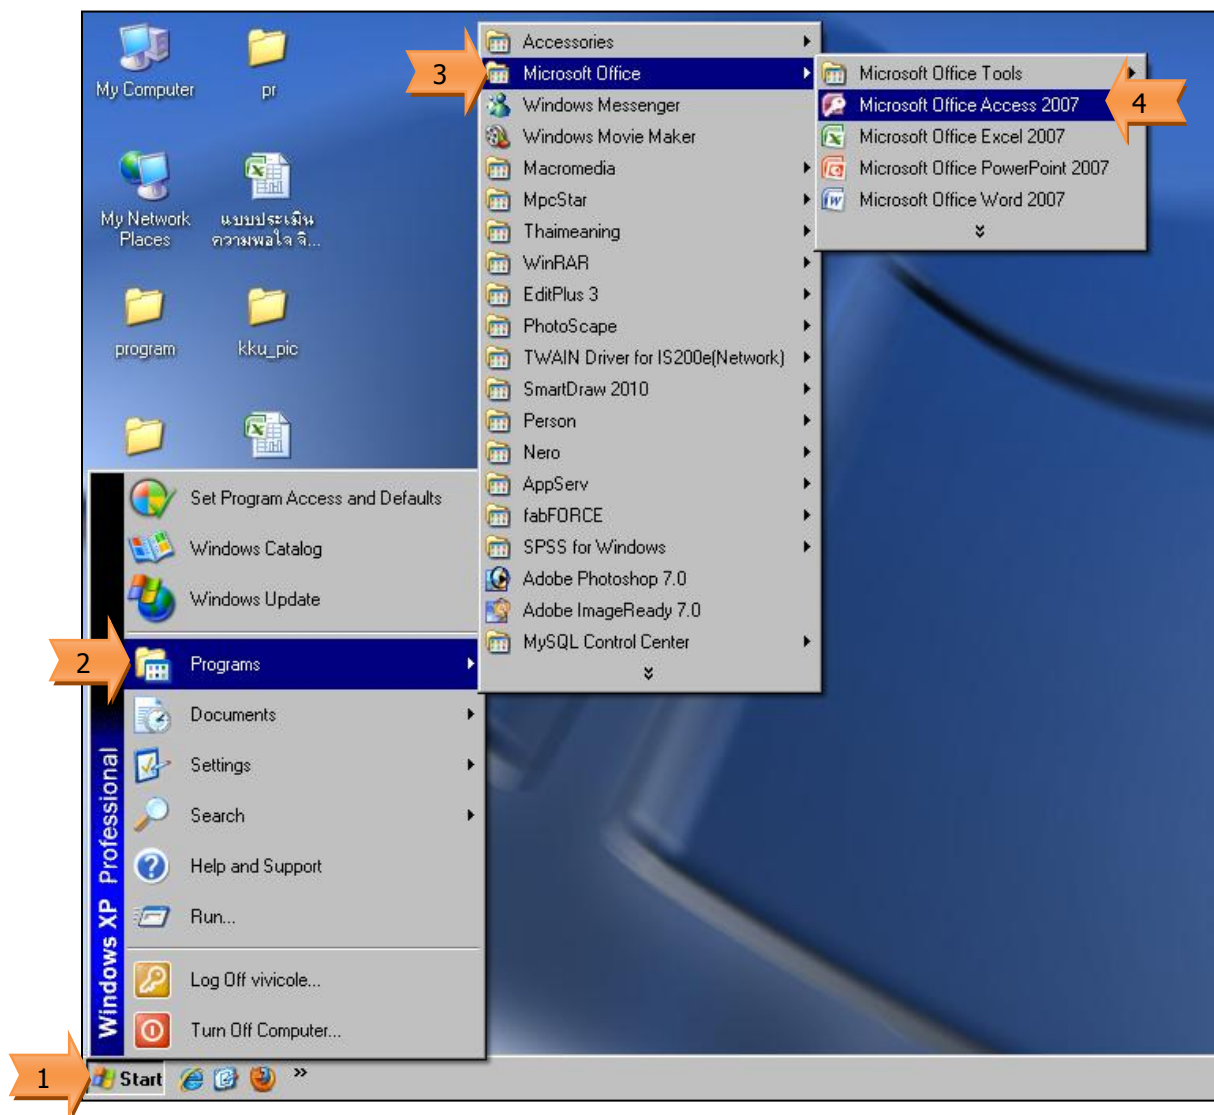 My Computer
pr
My Network
Places
แบบประเมิน
ความพอใจ จิ...
program
kku_pic
Set Program Access and Defaults
Windows Catalog
Windows Update
2
Programs
Documents
Settings
Search
Help and Support
Run...
Log Off vivicole...
Turn Off Computer...
Windows XP Professional
1
Start
»
3
Accessories
Microsoft Office
Windows Messenger
Windows Movie Maker
Macromedia
MpcStar
Thaimeaning
WinRAR
EditPlus 3
PhotoScape
TWAIN Driver for IS200e(Network)
SmartDraw 2010
Person
Nero
AppServ
fabFORCE
SPSS for Windows
Adobe Photoshop 7.0
Adobe ImageReady 7.0
MySQL Control Center
Microsoft Office Tools
Microsoft Office Access 2007
4
Microsoft Office Excel 2007
Microsoft Office PowerPoint 2007
Microsoft Office Word 2007